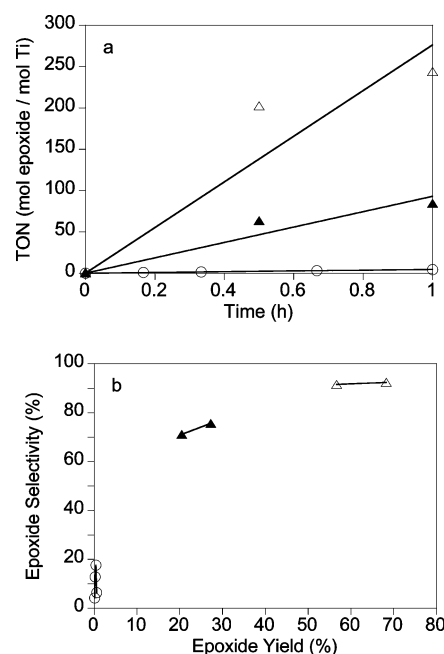 a
300
250
200
150
100
50
0
0 0.2 0.4 0.6 0.8 1
TON (mol epoxide / mol Ti)
Time (h)
b
100
80
60
40
20
0
0 10 20 30 40 50 60 70 80
Epoxide Selectivity (%)
Epoxide Yield (%)